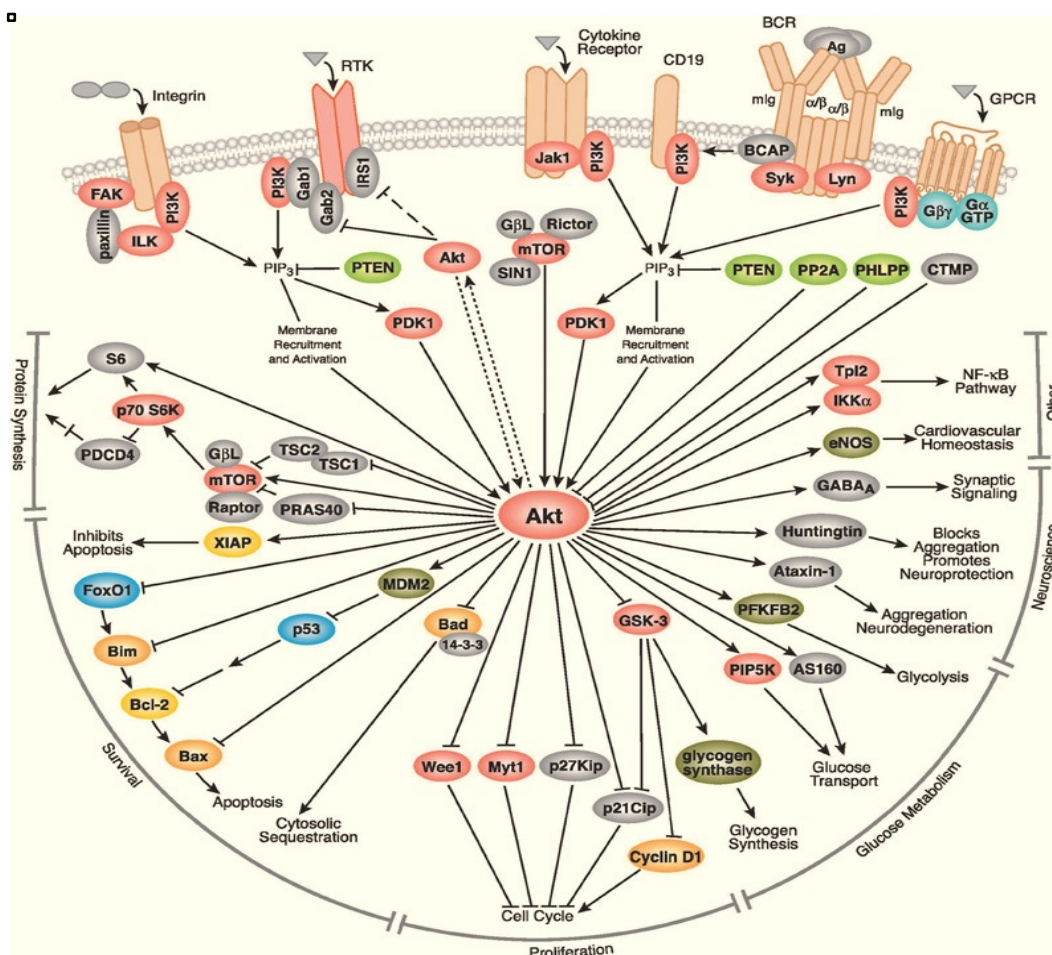 Integrin
RTK
Cytokine
Receptor
CD19
BCR
Ag
mIg
α/β
α/β
mIg
GPCR
FAK
paxillin
ILK
PI3K
PI3K
Gab1
Gab2
IRS1
Jak1
PI3K
PI3K
BCAP
Syk
Lyn
PI3K
Gβγ
Gα
GTP
PIP3
PTEN
Akt
GβL
Rictor
mTOR
SIN1
PIP3
PTEN
PP2A
PHLPP
CTMP
PDK1
PDK1
Membrane
Recruitment
and Activation
Membrane
Recruitment
and Activation
Protein Synthesis
S6
p70 S6K
PDCD4
GβL
mTOR
Raptor
TSC2
TSC1
PRAS40
Akt
Tpl2
IKKα
NF-κB
Pathway
eNOS
Cardiovascular
Homeostasis
Other
GABAA
Synaptic
Signaling
Huntingtin
Blocks
Aggregation
Promotes
Neuroprotection
Ataxin-1
Aggregation
Neurodegeneration
Neuroscience
Inhibits
Apoptosis
XIAP
FoxO1
Bim
Bcl-2
Bax
Apoptosis
MDM2
p53
Bad
14-3-3
Cytosolic
Sequestration
Survival
GSK-3
PFKFB2
Glycolysis
PIP5K
AS160
Glucose
Transport
glycogen
synthase
Glycogen
Synthesis
Glucose Metabolism
Wee1
Myt1
p27Kip
p21Cip
Cyclin D1
Cell Cycle
Proliferation